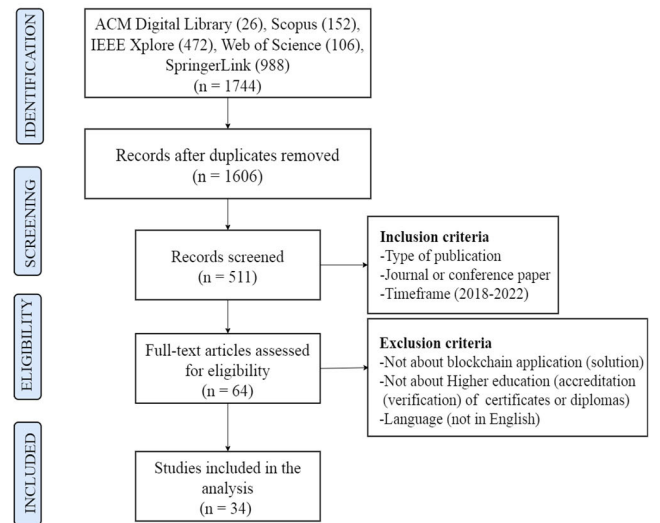 IDENTIFICATION
ACM Digital Library (26), Scopus (152),
IEEE Xplore (472), Web of Science (106),
SpringerLink (988)
(n = 1744)
Records after duplicates removed
(n = 1606)
SCREENING
Records screened
(n = 511)
Inclusion criteria
-Type of publication
-Journal or conference paper
-Timeframe (2018-2022)
ELIGIBILITY
Full-text articles assessed
for eligibility
(n = 64)
Exclusion criteria
-Not about blockchain application (solution)
-Not about Higher education (accreditation
(verification) of certificates or diplomas)
-Language (not in English)
INCLUDED
Studies included in the
analysis
(n = 34)